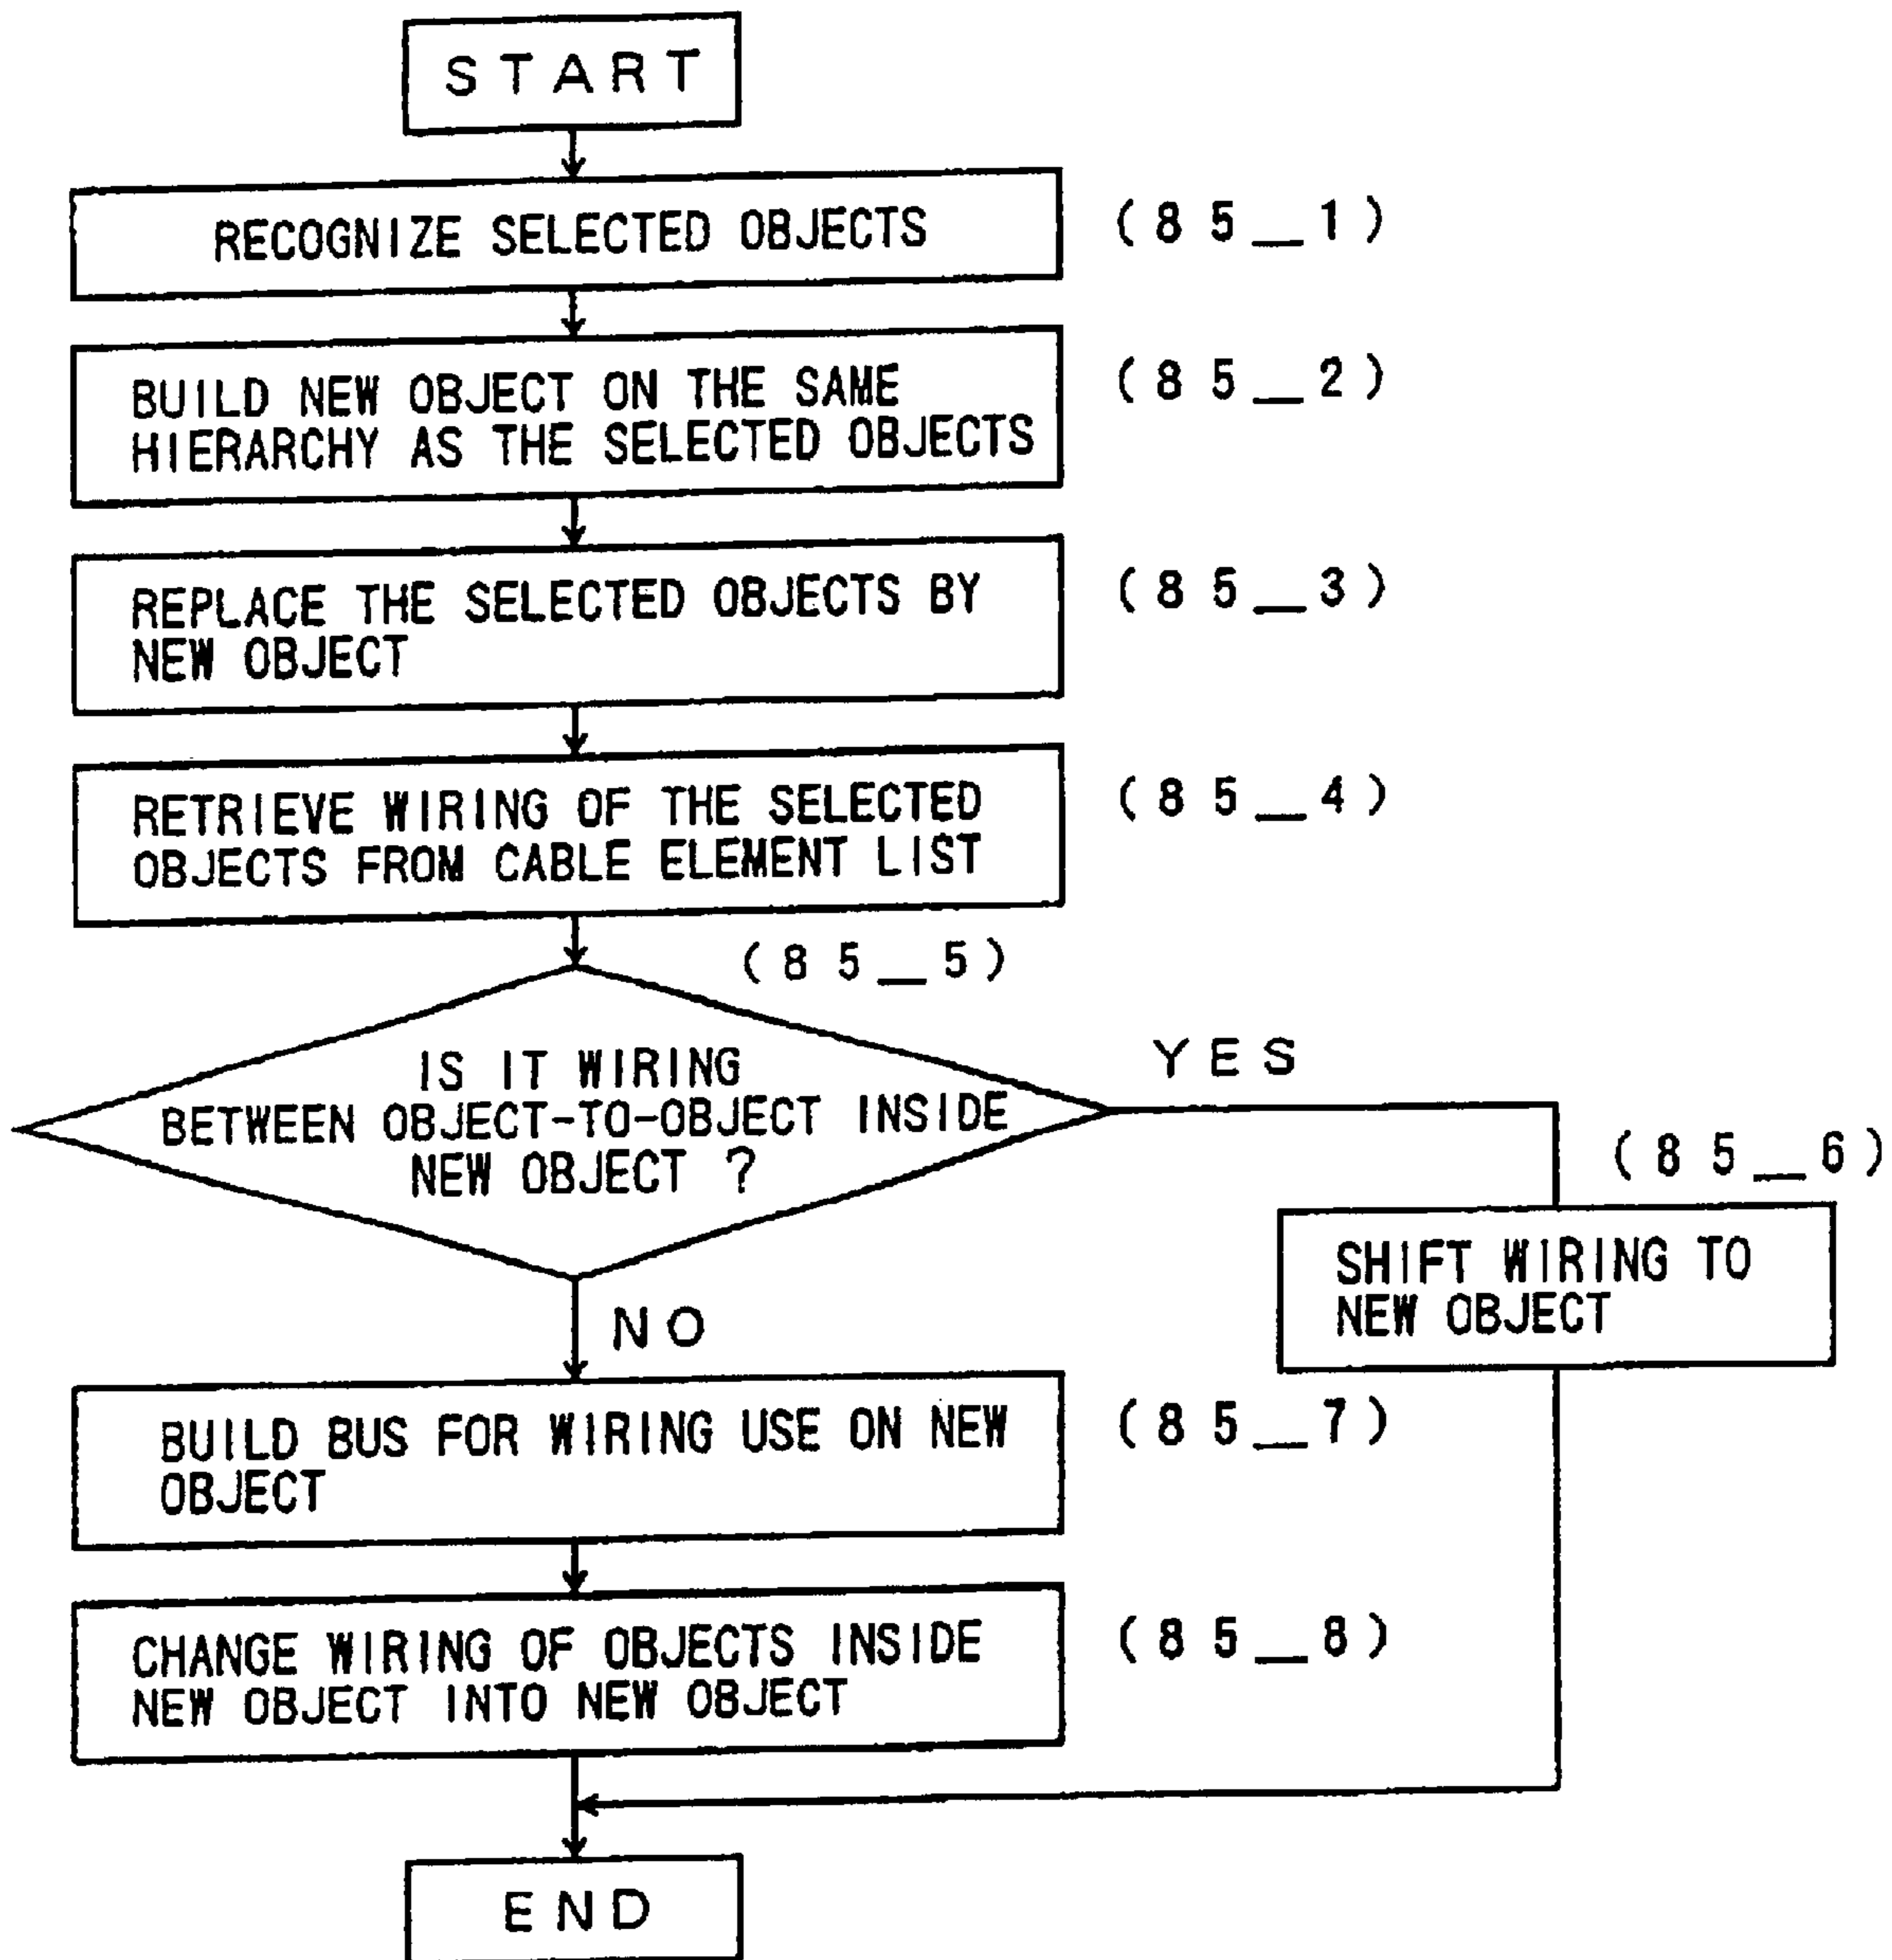 START
RECOGNIZE SELECTED OBJECTS
(85_1)
BUILD NEW OBJECT ON THE SAME
HIERARCHY AS THE SELECTED OBJECTS
(85_2)
REPLACE THE SELECTED OBJECTS BY
NEW OBJECT
(85_3)
RETRIEVE WIRING OF THE SELECTED
OBJECTS FROM CABLE ELEMENT LIST
(85_4)
(85_5)
IS IT WIRING
BETWEEN OBJECT-TO-OBJECT INSIDE
NEW OBJECT ?
YES
(85_6)
SHIFT WIRING TO
NEW OBJECT
NO
BUILD BUS FOR WIRING USE ON NEW
OBJECT
(85_7)
CHANGE WIRING OF OBJECTS INSIDE
NEW OBJECT INTO NEW OBJECT
(85_8)
END